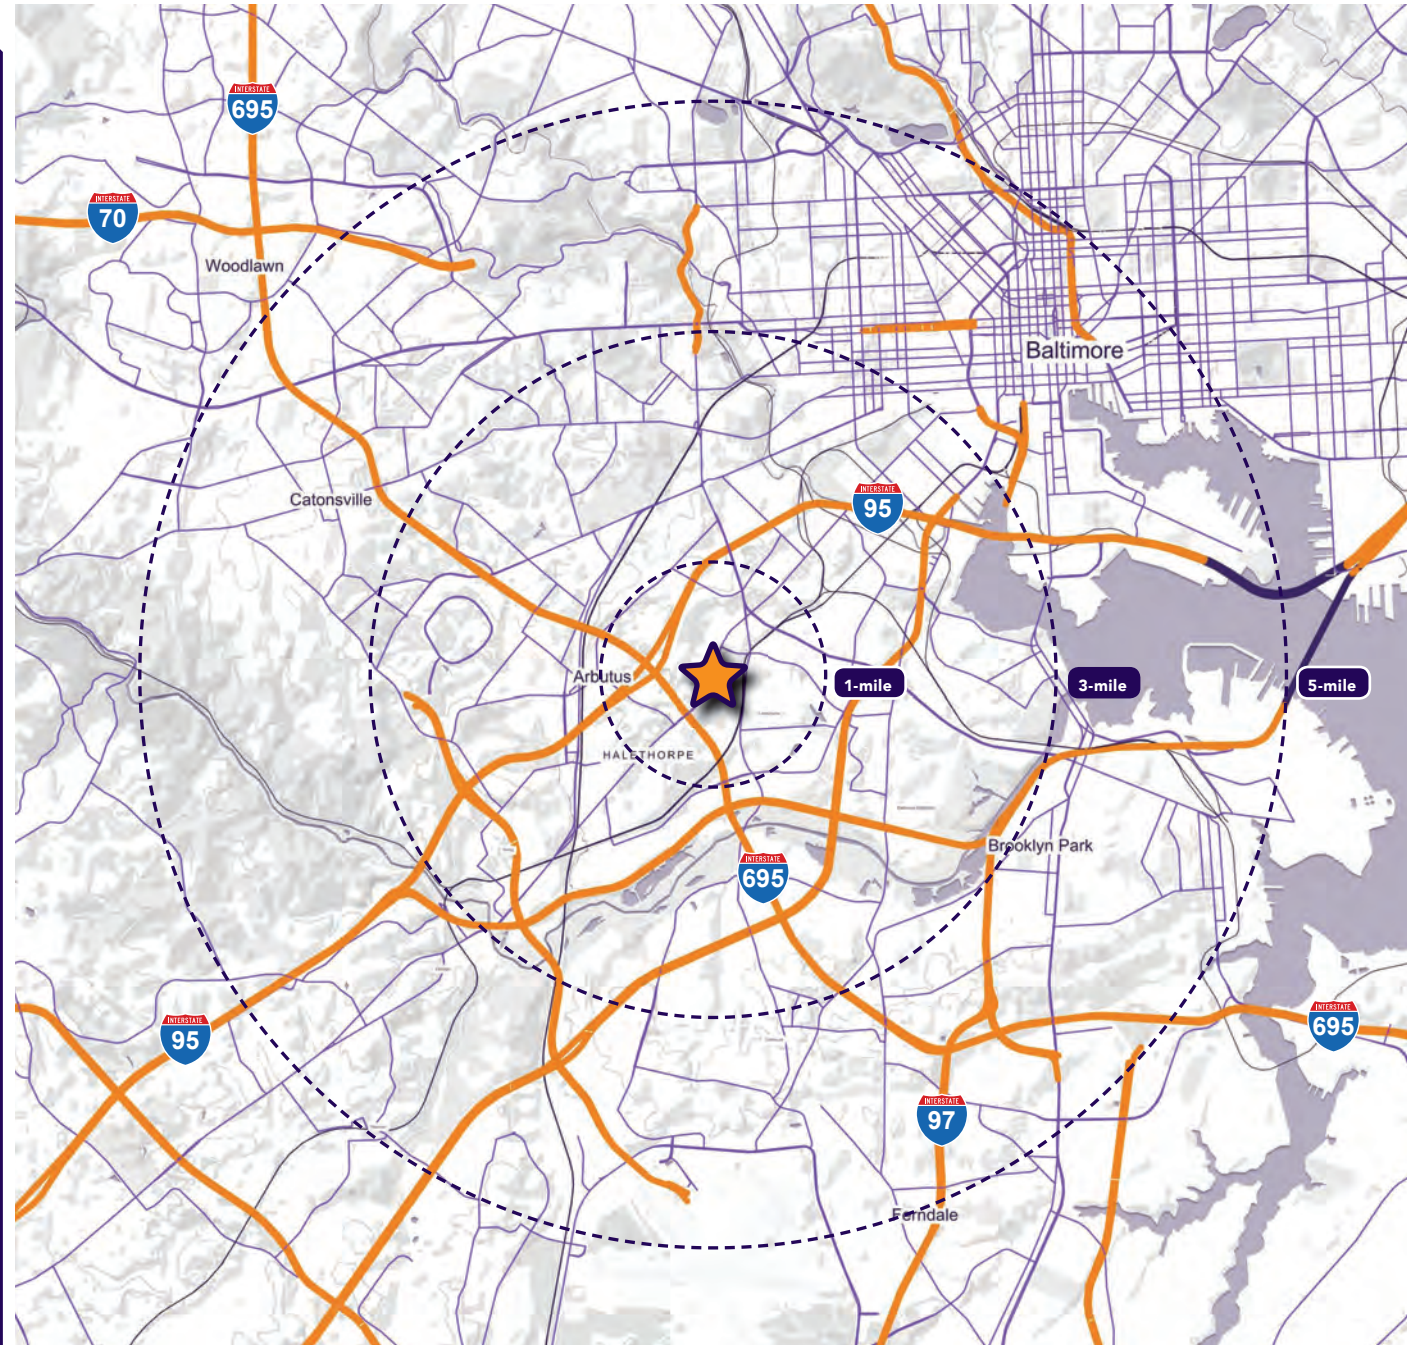 INTERSTATE
695
INTERSTATE
70
Woodlawn
Baltimore
INTERSTATE
95
Catonsville
Arbutus
1-mile
3-mile
5-mile
HALETHORPE
Brooklyn Park
INTERSTATE
695
INTERSTATE
95
INTERSTATE
695
INTERSTATE
97
Ferndale